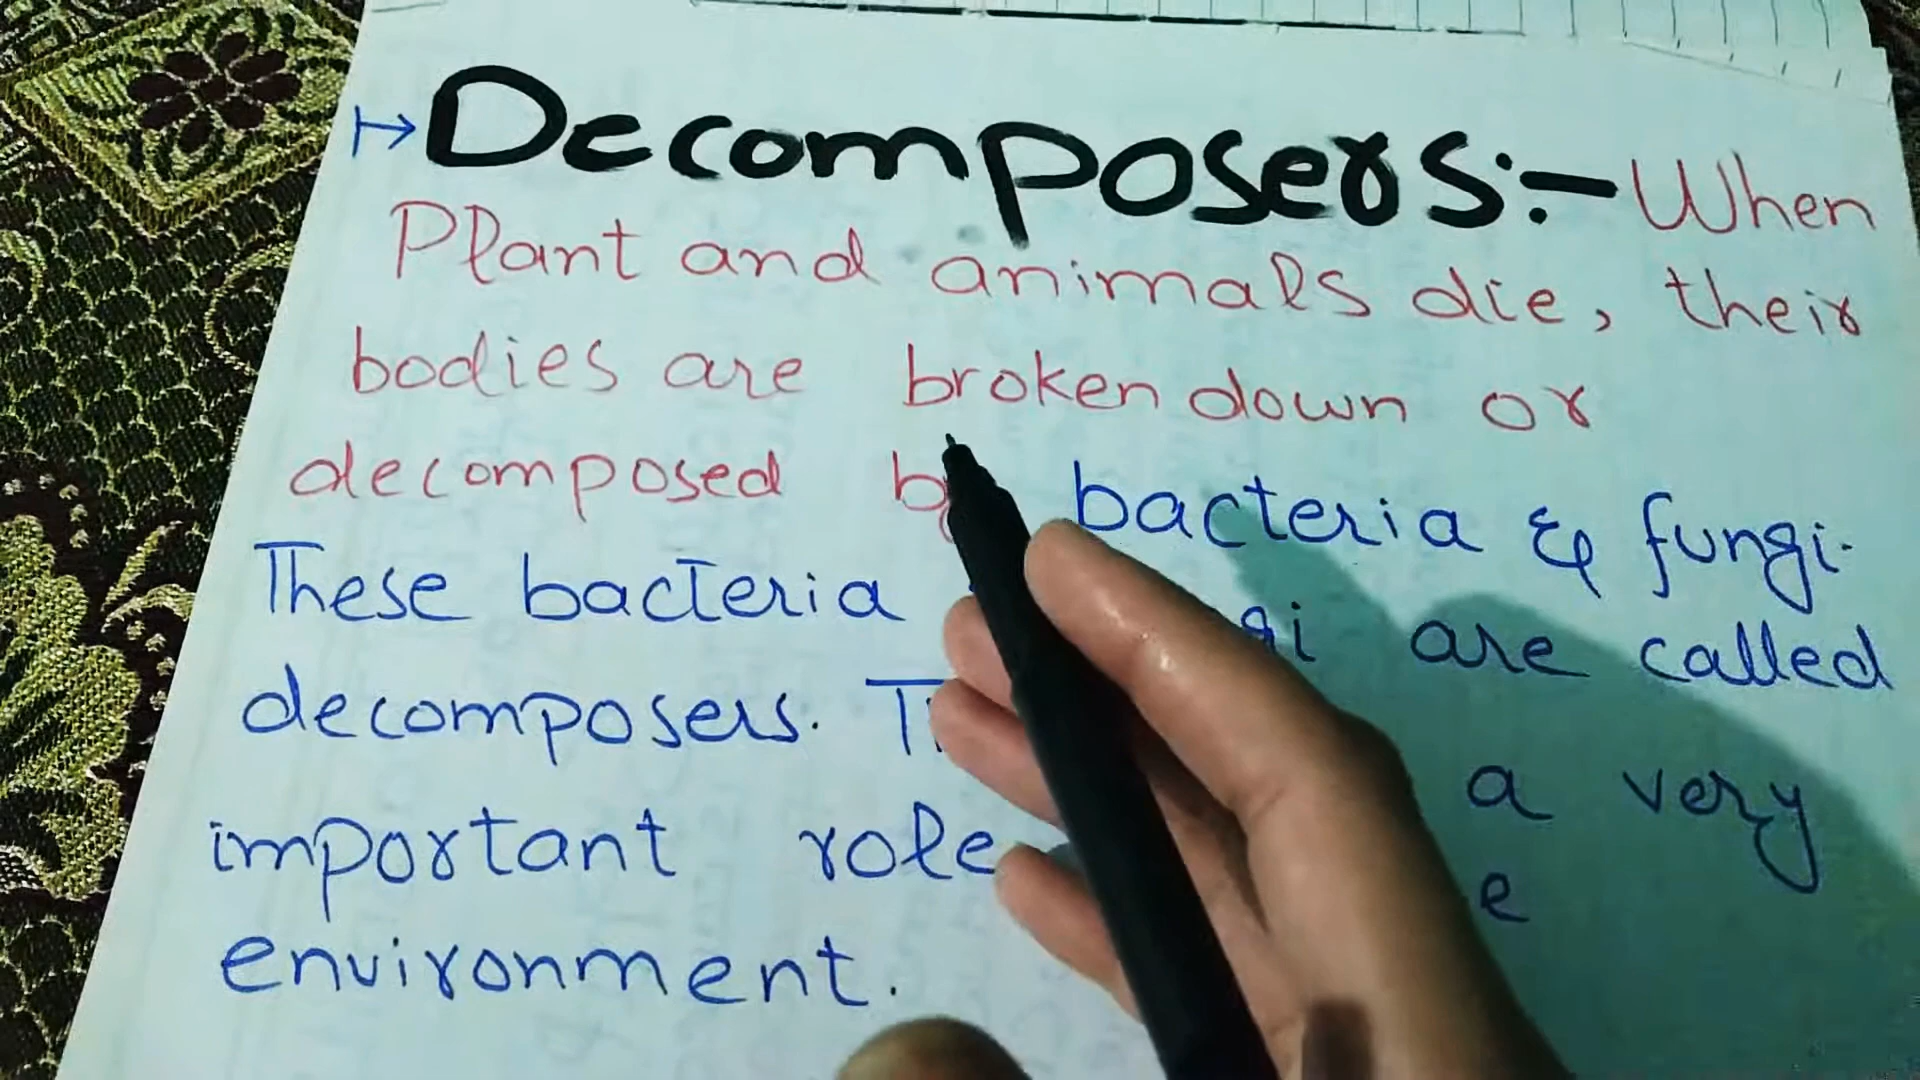 Decomposers:- When
Plant and animals die, their
bodies are broken down or
decomposed by bacteria & fungi.
These bacteria are called
decomposers. a very
important role
environment.